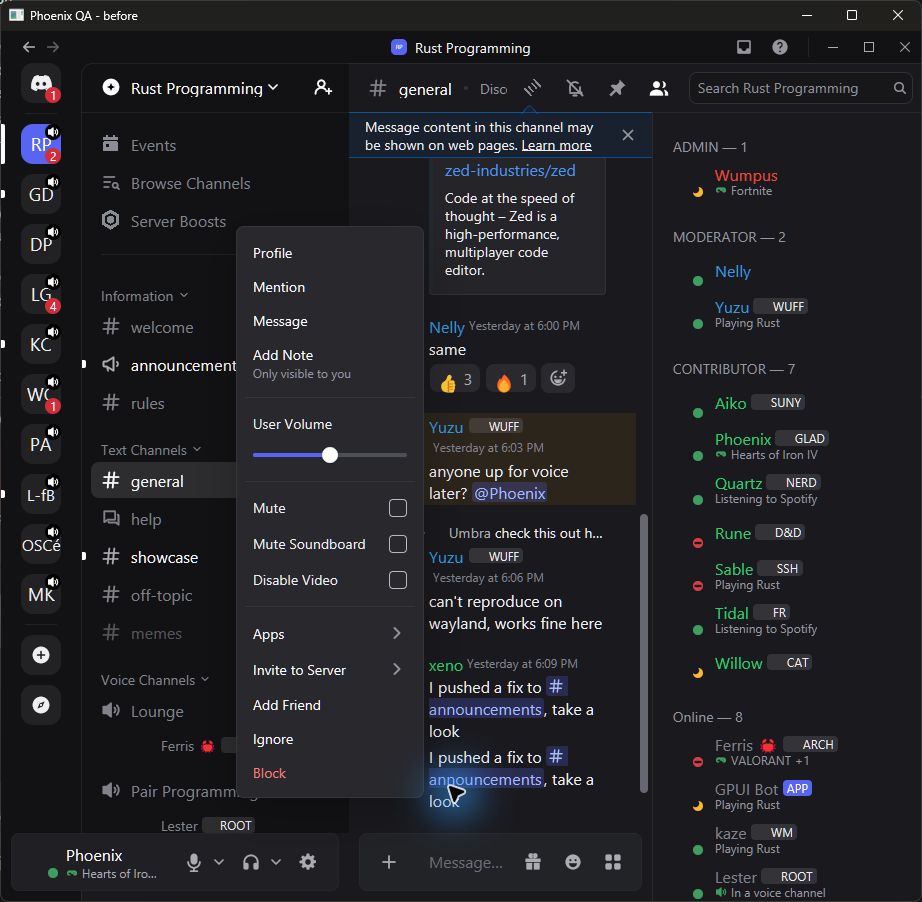 Phoenix QA - before
RP
Rust Programming
1
RP
2
GD
DP
LG
4
KC
WC
1
PA
L-fB
OSCé
MK
Rust Programming
Events
Browse Channels
Server Boosts
Information
welcome
announcement
rules
Text Channels
general
help
showcase
off-topic
memes
Voice Channels
Lounge
Ferris 🦀
Pair Programming
Lester ROOT
Phoenix
Hearts of Iro...
Profile
Mention
Message
Add Note
Only visible to you
User Volume
Mute
Mute Soundboard
Disable Video
Apps
Invite to Server
Add Friend
Ignore
Block
# general
Disco
Search Rust Programming
Message content in this channel may
be shown on web pages. Learn more
zed-industries/zed
Code at the speed of
thought – Zed is a
high-performance,
multiplayer code
editor.
Nelly Yesterday at 6:00 PM
same
👍 3 🔥 1
Yuzu WUFF
Yesterday at 6:03 PM
anyone up for voice
later? @Phoenix
Umbra check this out h...
Yuzu WUFF
Yesterday at 6:06 PM
can't reproduce on
wayland, works fine here
xeno Yesterday at 6:09 PM
I pushed a fix to #
announcements, take a
look
I pushed a fix to #
announcements, take a
look
Message...
ADMIN — 1
Wumpus
Fortnite
MODERATOR — 2
Nelly
Yuzu WUFF
Playing Rust
CONTRIBUTOR — 7
Aiko SUNY
Phoenix GLAD
Hearts of Iron IV
Quartz NERD
Listening to Spotify
Rune D&D
Sable SSH
Playing Rust
Tidal FR
Listening to Spotify
Willow CAT
Online — 8
Ferris 🦀 ARCH
VALORANT +1
GPUI Bot APP
Playing Rust
kaze WM
Playing Rust
Lester ROOT
In a voice channel